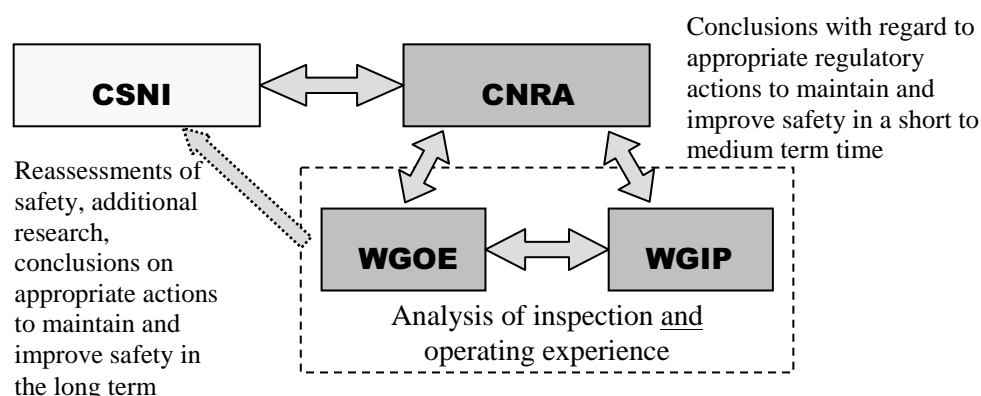 Conclusions with regard to
appropriate regulatory
actions to maintain and
improve safety in a short to
medium term time
CSNI
CNRA
Reassessments of
safety, additional
research,
conclusions on
appropriate actions
to maintain and
improve safety in
the long term
WGOE
WGIP
Analysis of inspection and
operating experience